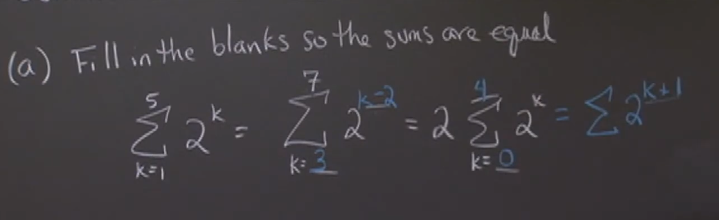 (a) Fill in the blanks so the sums are equal
5 7 4
Σ 2^k = Σ 2^(k-2) = 2 Σ 2^k = Σ 2^(k+1)
k=1 k=3 k=0